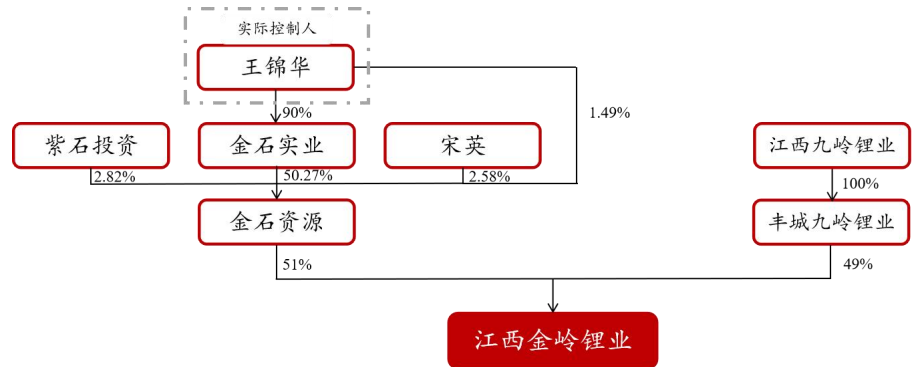 实际控制人
王锦华
90%
1.49%
紫石投资
金石实业
宋英
江西九岭锂业
2.82%
50.27%
2.58%
100%
金石资源
丰城九岭锂业
51%
49%
江西金岭锂业